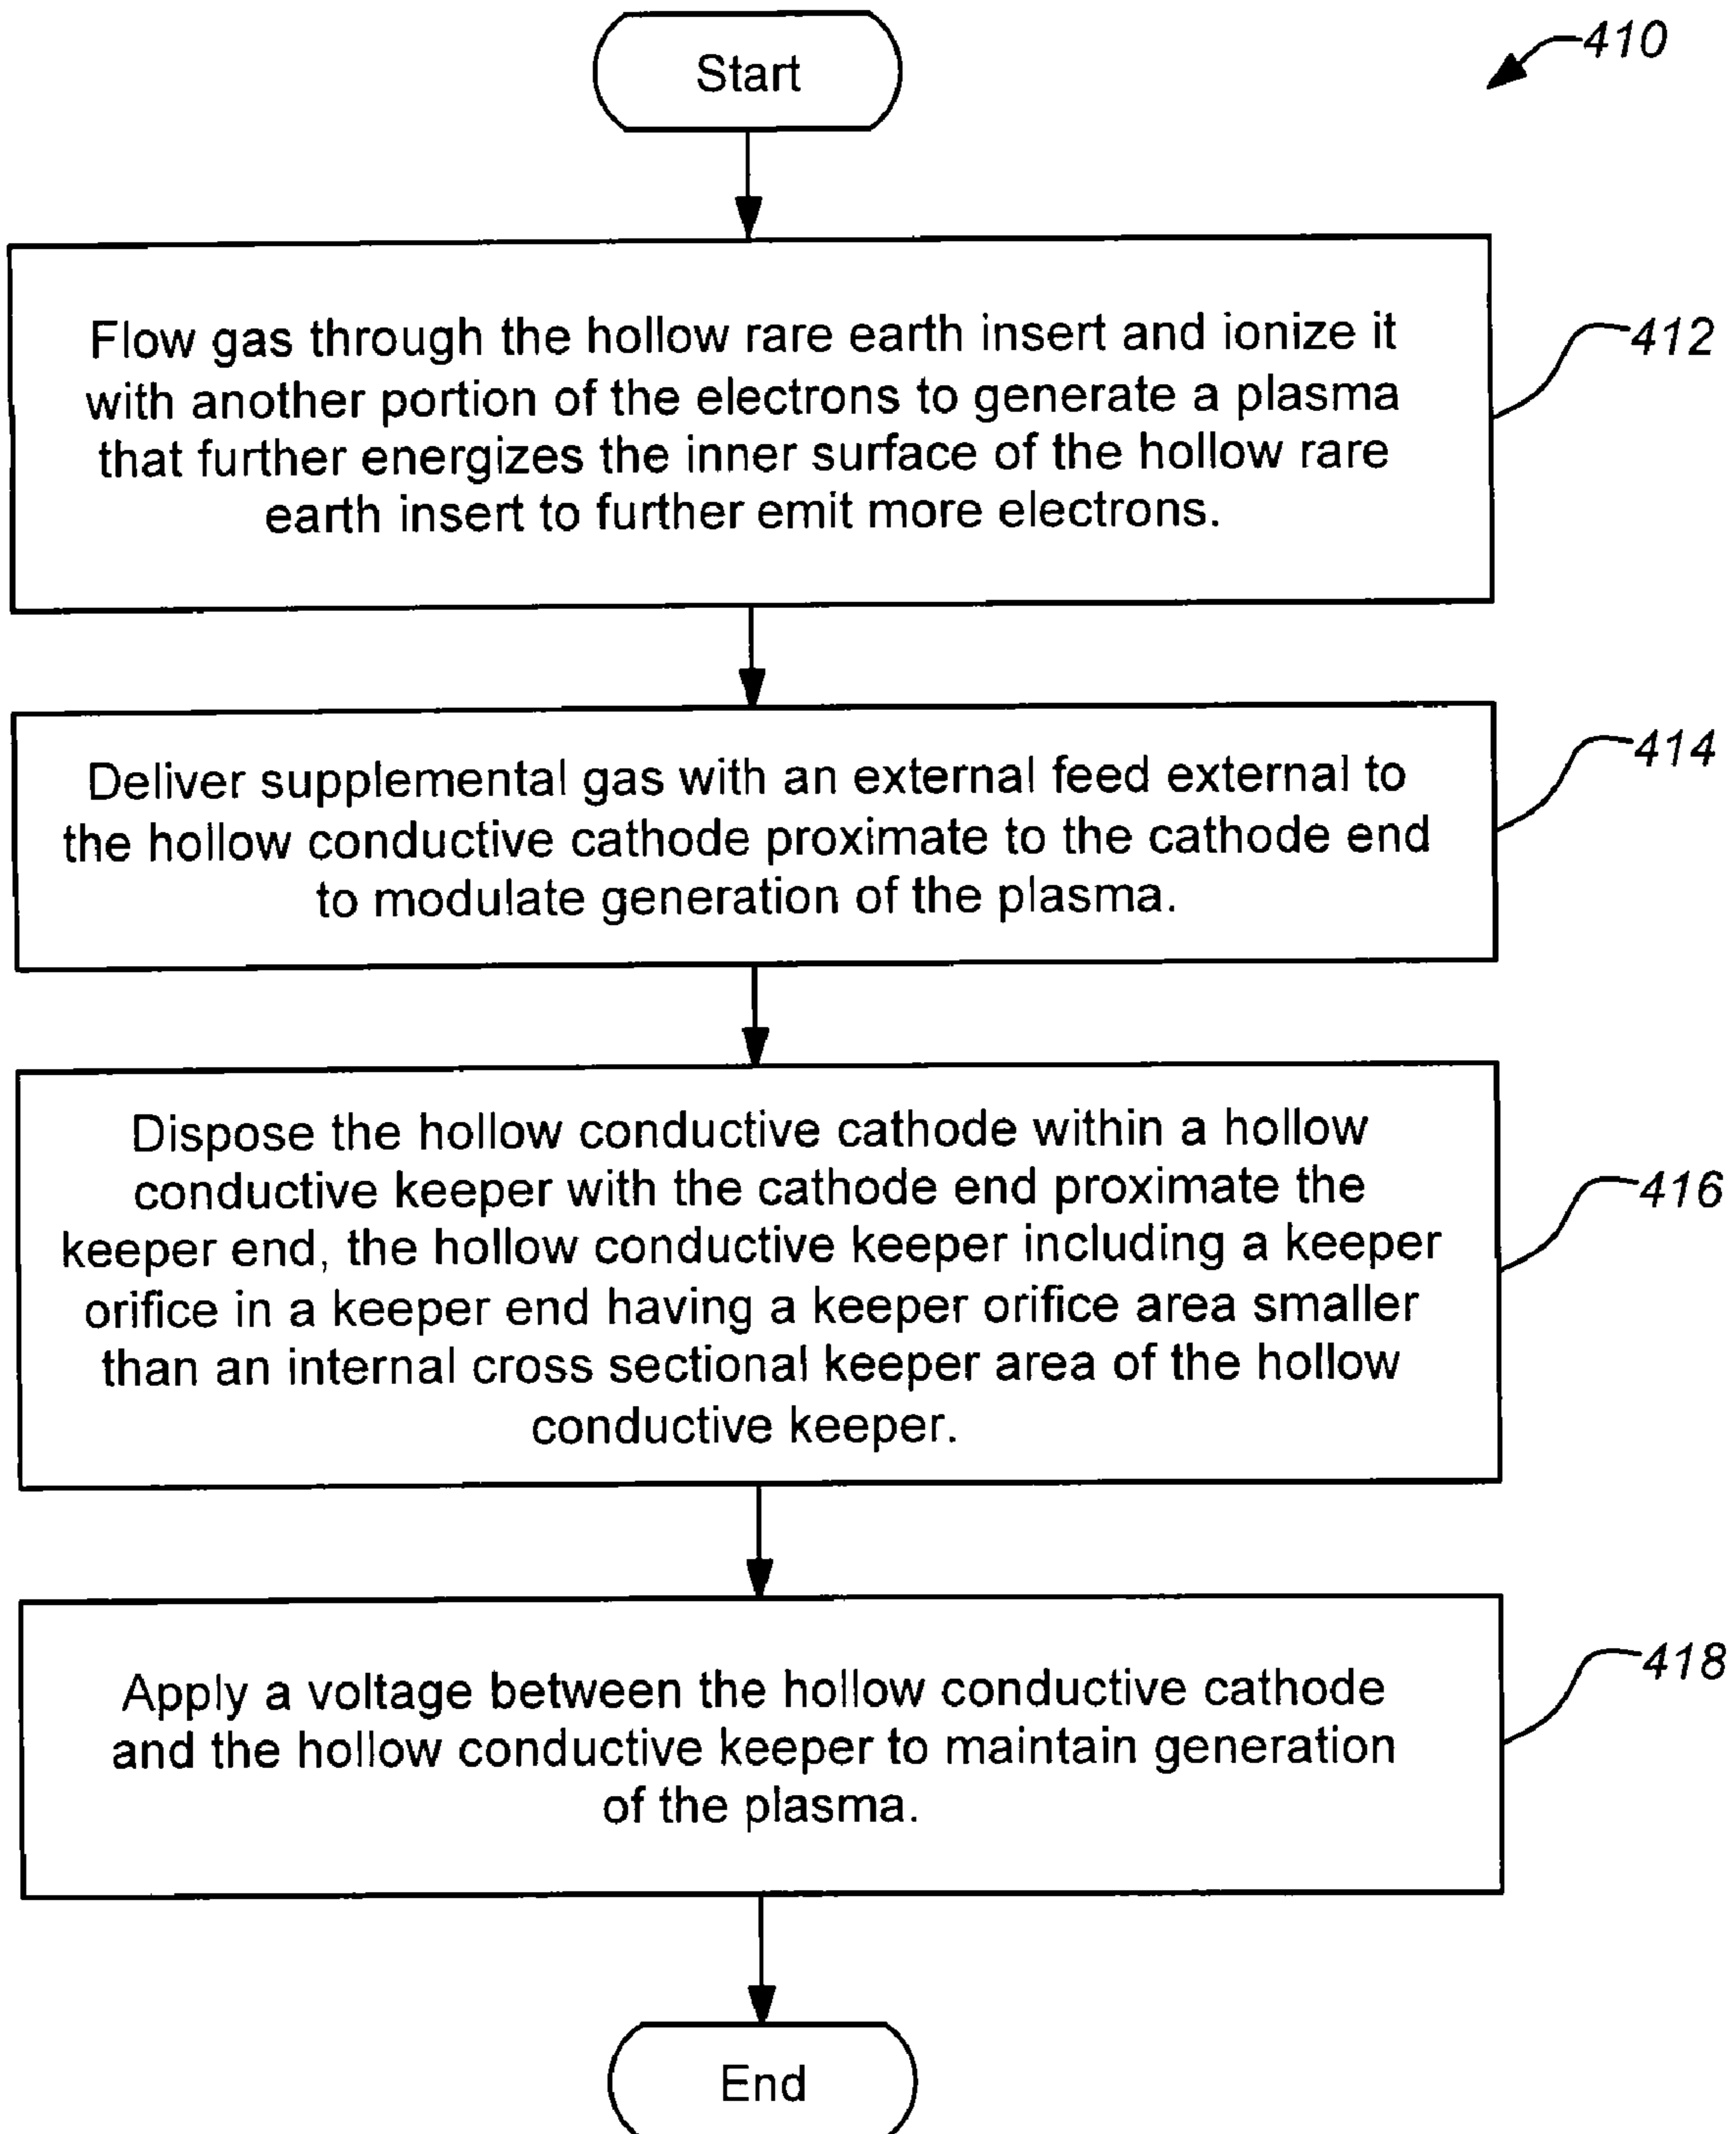 Start
410
Flow gas through the hollow rare earth insert and ionize it
with another portion of the electrons to generate a plasma
that further energizes the inner surface of the hollow rare
earth insert to further emit more electrons.
412
Deliver supplemental gas with an external feed external to
the hollow conductive cathode proximate to the cathode end
to modulate generation of the plasma.
414
Dispose the hollow conductive cathode within a hollow
conductive keeper with the cathode end proximate the
keeper end, the hollow conductive keeper including a keeper
orifice in a keeper end having a keeper orifice area smaller
than an internal cross sectional keeper area of the hollow
conductive keeper.
416
Apply a voltage between the hollow conductive cathode
and the hollow conductive keeper to maintain generation
of the plasma.
418
End